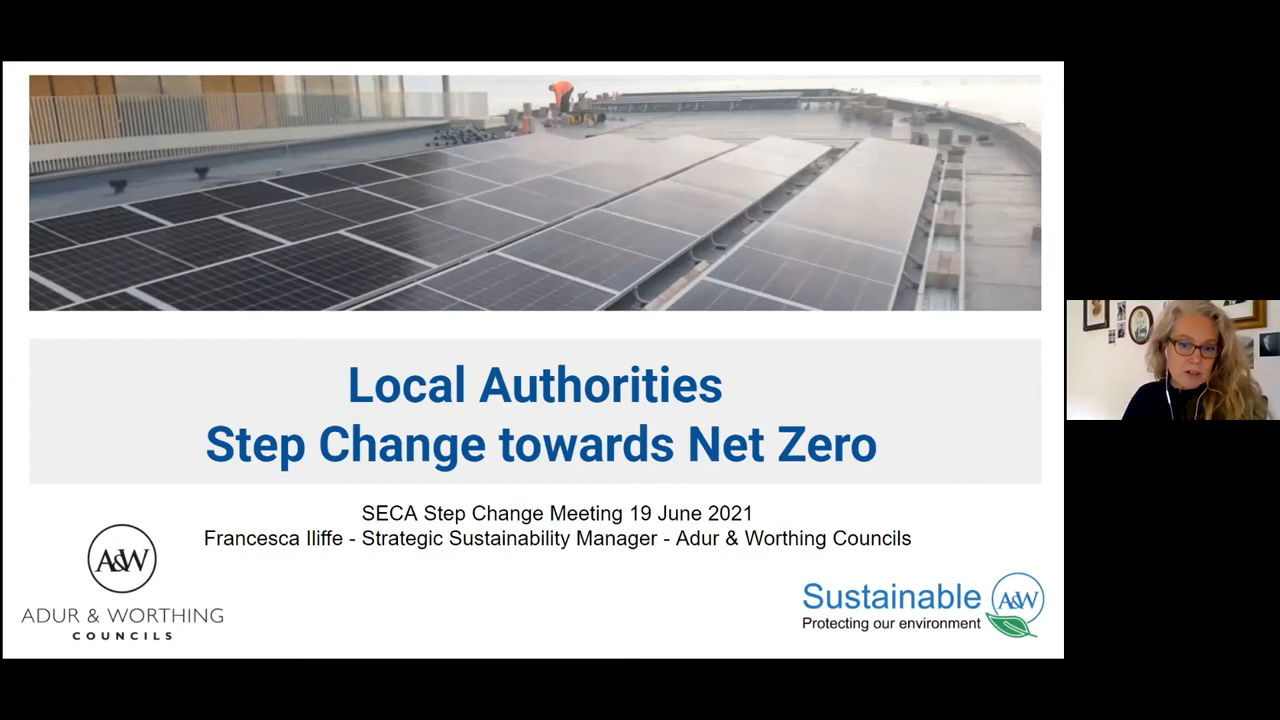 Local Authorities
Step Change towards Net Zero
SECA Step Change Meeting 19 June 2021
Francesca Iliffe - Strategic Sustainability Manager - Adur & Worthing Councils
A&W
ADUR & WORTHING
COUNCILS
Sustainable A&W
Protecting our environment